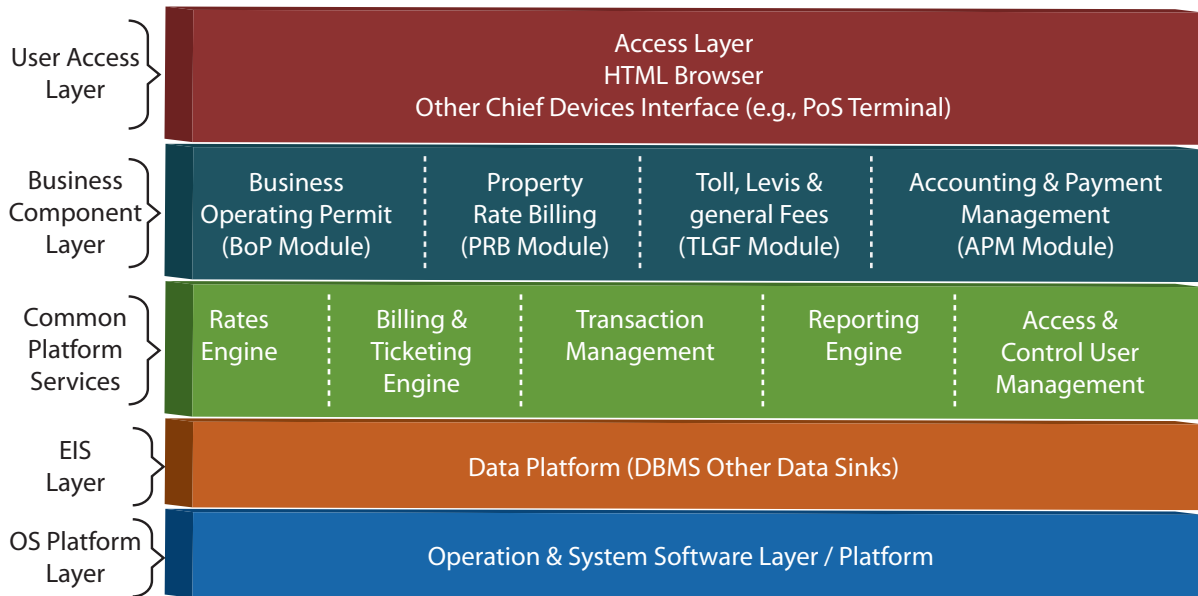 User Access
Layer
Access Layer
HTML Browser
Other Chief Devices Interface (e.g., PoS Terminal)
Business
Component
Layer
Business
Operating Permit
(BoP Module)
Property
Rate Billing
(PRB Module)
Toll, Levis &
general Fees
(TLGF Module)
Accounting & Payment
Management
(APM Module)
Common
Platform
Services
Rates
Engine
Billing &
Ticketing
Engine
Transaction
Management
Reporting
Engine
Access &
Control User
Management
EIS
Layer
Data Platform (DBMS Other Data Sinks)
OS Platform
Layer
Operation & System Software Layer / Platform